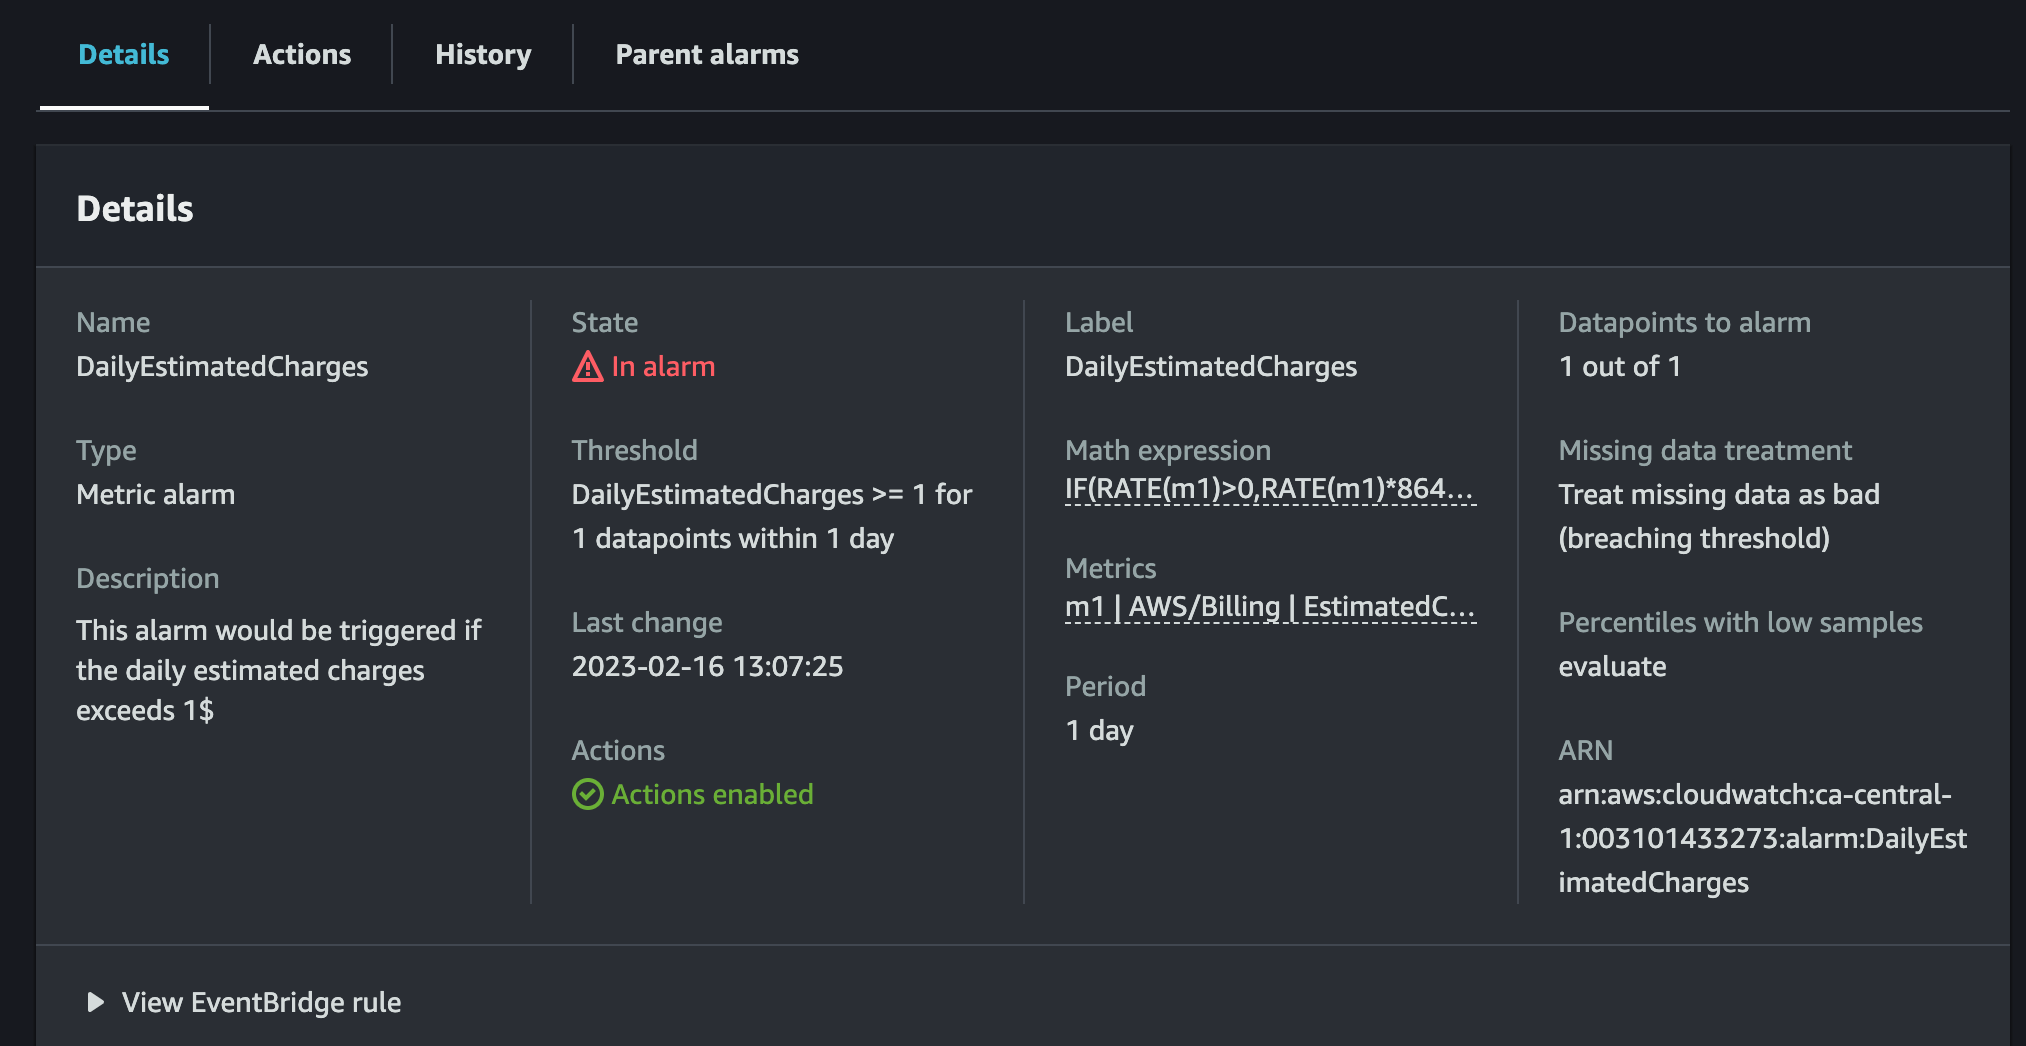 Details
Actions
History
Parent alarms
Details
Name
DailyEstimatedCharges
Type
Metric alarm
Description
This alarm would be triggered if
the daily estimated charges
exceeds 1$
State
In alarm
Threshold
DailyEstimatedCharges >= 1 for
1 datapoints within 1 day
Last change
2023-02-16 13:07:25
Actions
Actions enabled
Label
DailyEstimatedCharges
Math expression
IF(RATE(m1)>0,RATE(m1)*864...
Metrics
m1 | AWS/Billing | EstimatedC...
Period
1 day
Datapoints to alarm
1 out of 1
Missing data treatment
Treat missing data as bad
(breaching threshold)
Percentiles with low samples
evaluate
ARN
arn:aws:cloudwatch:ca-central-
1:003101433273:alarm:DailyEst
imatedCharges
View EventBridge rule